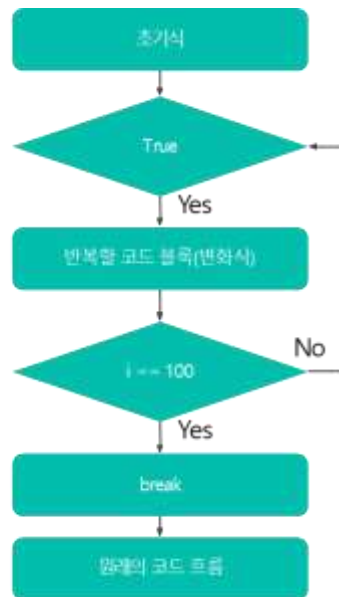 초기식
True
Yes
반복할 코드 블록(변화식)
i == 100
No
Yes
break
원래의 코드 흐름